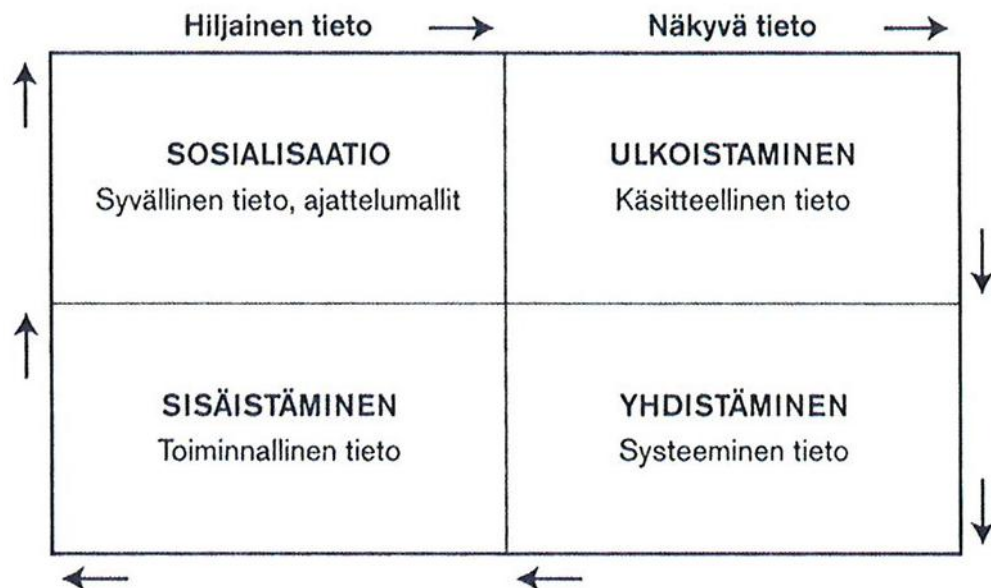 Hiljainen tieto → Näkyvä tieto →
SOSIALISAATIO
Syvällinen tieto, ajattelumallit
ULKOISTAMINEN
Käsitteellinen tieto
SISÄISTÄMINEN
Toiminnallinen tieto
YHDISTÄMINEN
Systeeminen tieto